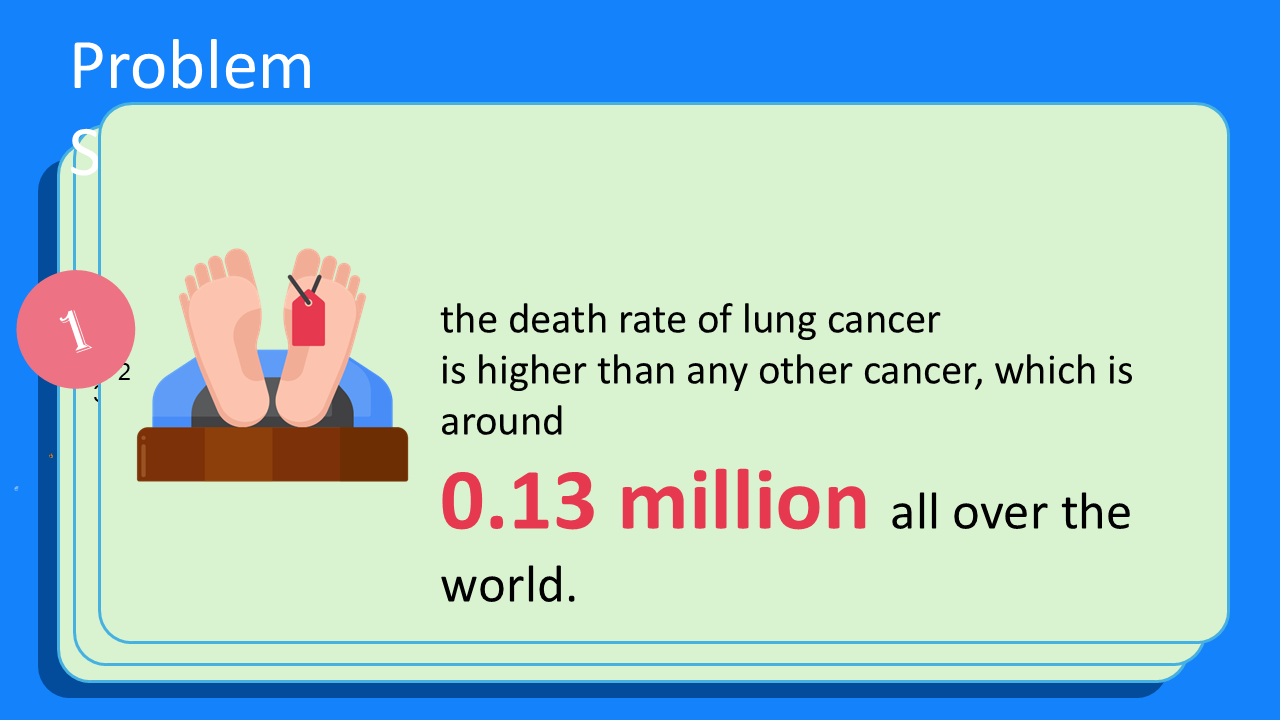 Problem
S
1
2
the death rate of lung cancer
is higher than any other cancer, which is
around
0.13 million all over the
world.